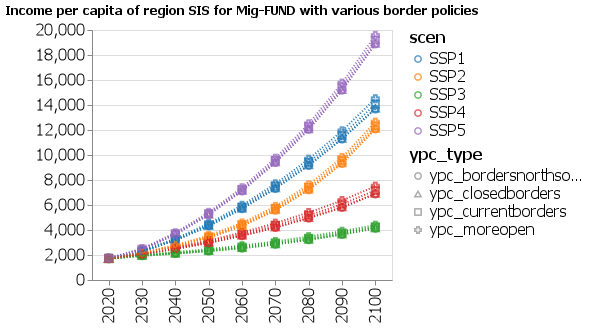 Income per capita of region SIS for Mig-FUND with various border policies
20,000
18,000
16,000
14,000
12,000
10,000
8,000
6,000
4,000
2,000
0
2020
2030
2040
2050
2060
2070
2080
2090
2100
scen
SSP1
SSP2
SSP3
SSP4
SSP5
ypc_type
ypc_bordersnorthso...
ypc_closedborders
ypc_currentborders
ypc_moreopen